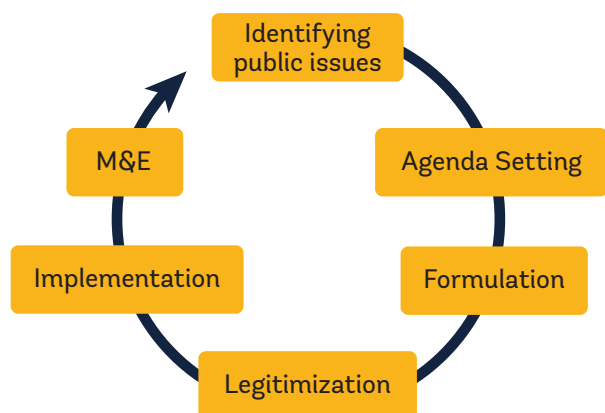 Identifying
public issues
Agenda Setting
Formulation
Legitimization
Implementation
M&E